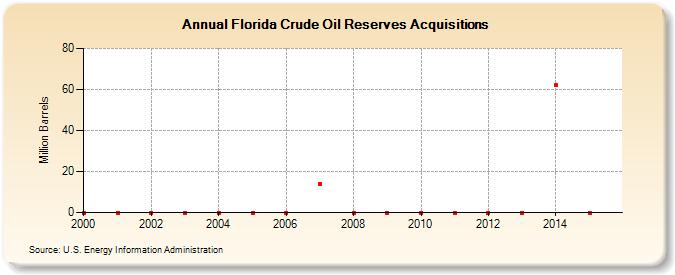 Annual Florida Crude Oil Reserves Acquisitions
Million Barrels
80
60
40
20
0
2000 2002 2004 2006 2008 2010 2012 2014
Source: U.S. Energy Information Administration